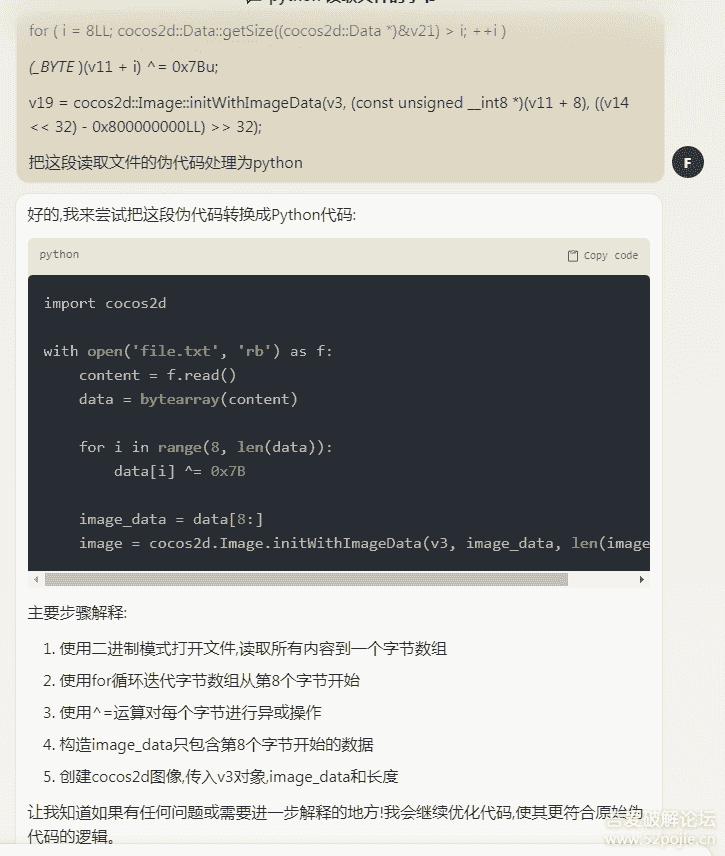 for ( i = 8LL; cocos2d::Data::getSize((cocos2d::Data *)&v21) > i; ++i )
(_BYTE )(v11 + i) ^= 0x7Bu;
v19 = cocos2d::Image::initWithImageData(v3, (const unsigned __int8 *)(v11 + 8), ((v14
<< 32) - 0x800000000LL) >> 32);
把这段读取文件的伪代码处理为python
F
好的,我来尝试把这段伪代码转换成Python代码:
python
Copy code
import cocos2d
with open('file.txt', 'rb') as f:
content = f.read()
data = bytearray(content)
for i in range(8, len(data)):
data[i] ^= 0x7B
image_data = data[8:]
image = cocos2d.Image.initWithImageData(v3, image_data, len(image
主要步骤解释:
1. 使用二进制模式打开文件,读取所有内容到一个字节数组
2. 使用for循环迭代字节数组从第8个字节开始
3. 使用^=运算对每个字节进行异或操作
4. 构造image_data只包含第8个字节开始的数据
5. 创建cocos2d图像,传入v3对象,image_data和长度
让我知道如果有任何问题或需要进一步解释的地方!我会继续优化代码,使其更符合原始伪
代码的逻辑。
吾爱破解论坛
www.52pojie.cn